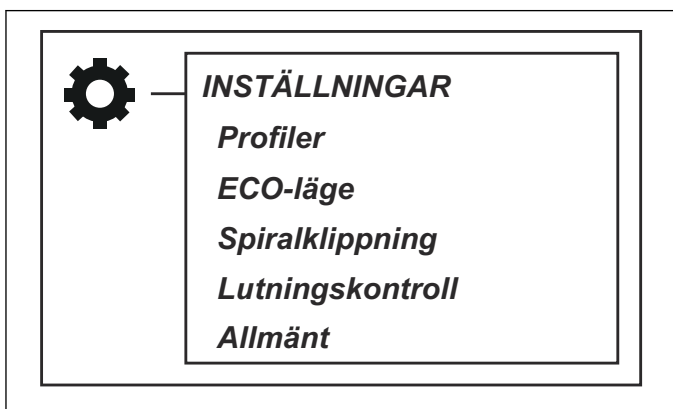 INSTÄLLNINGAR
Profiler
ECO-läge
Spiralklippning
Lutningskontroll
Allmänt